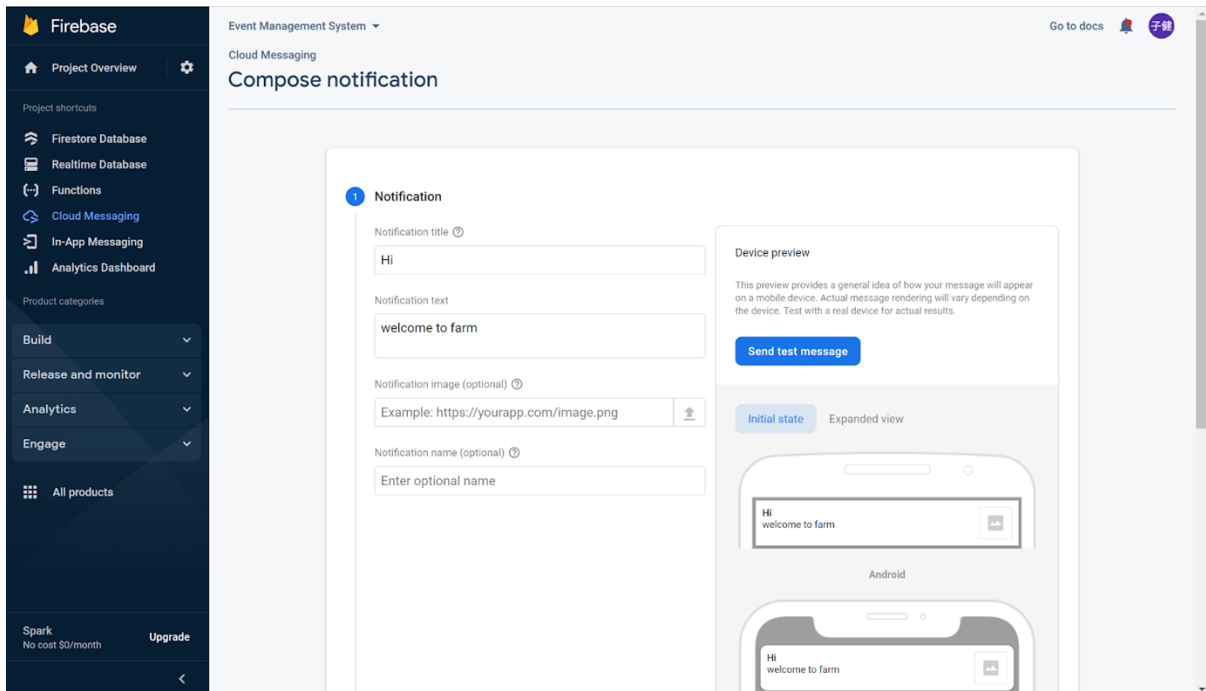 Firebase
Project Overview
Project shortcuts
Firestore Database
Realtime Database
Functions
Cloud Messaging
In-App Messaging
Analytics Dashboard
Product categories
Build
Release and monitor
Analytics
Engage
All products
Spark
No cost $0/month
Upgrade
Event Management System
Go to docs
子健
Cloud Messaging
Compose notification
1 Notification
Notification title
Hi
Notification text
welcome to farm
Notification image (optional)
Example: https://yourapp.com/image.png
Notification name (optional)
Enter optional name
Device preview
This preview provides a general idea of how your message will appear
on a mobile device. Actual message rendering will vary depending on
the device. Test with a real device for actual results.
Send test message
Initial state
Expanded view
Hi
welcome to farm
Android
Hi
welcome to farm